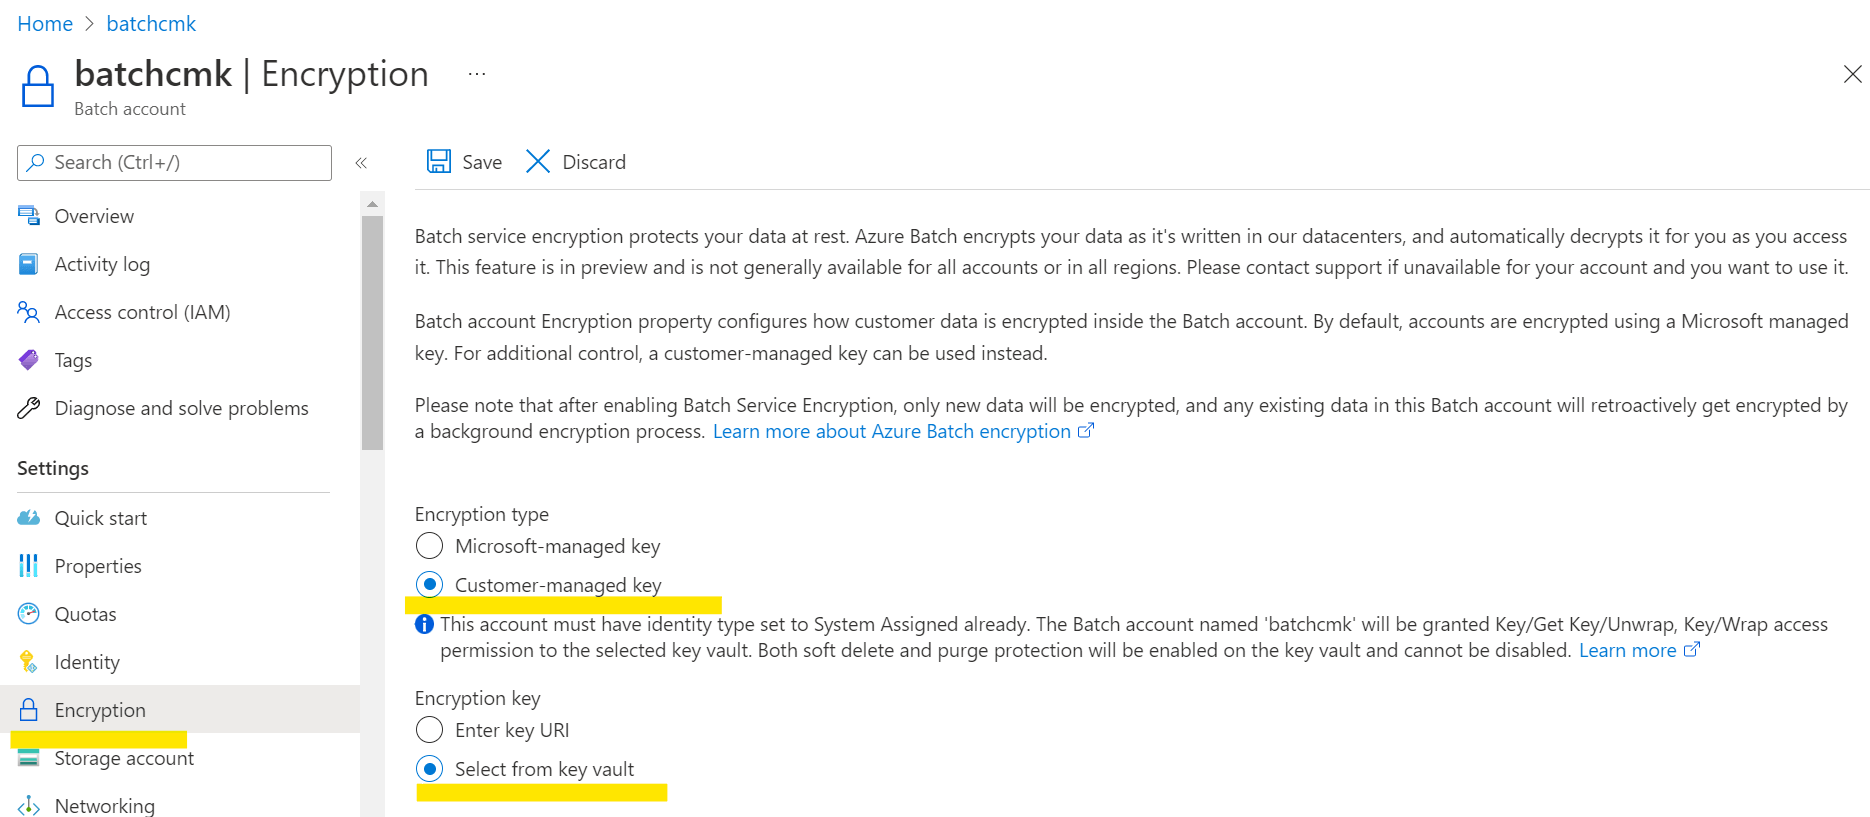 Home > batchcmk
batchcmk | Encryption ...
Batch account
Search (Ctrl+/)
«
Overview
Activity log
Access control (IAM)
Tags
Diagnose and solve problems
Settings
Quick start
Properties
Quotas
Identity
Encryption
Storage account
Networking
Save
Discard
Batch service encryption protects your data at rest. Azure Batch encrypts your data as it's written in our datacenters, and automatically decrypts it for you as you access
it. This feature is in preview and is not generally available for all accounts or in all regions. Please contact support if unavailable for your account and you want to use it.
Batch account Encryption property configures how customer data is encrypted inside the Batch account. By default, accounts are encrypted using a Microsoft managed
key. For additional control, a customer-managed key can be used instead.
Please note that after enabling Batch Service Encryption, only new data will be encrypted, and any existing data in this Batch account will retroactively get encrypted by
a background encryption process. Learn more about Azure Batch encryption
Encryption type
Microsoft-managed key
Customer-managed key
This account must have identity type set to System Assigned already. The Batch account named 'batchcmk' will be granted Key/Get Key/Unwrap, Key/Wrap access
permission to the selected key vault. Both soft delete and purge protection will be enabled on the key vault and cannot be disabled. Learn more
Encryption key
Enter key URI
Select from key vault